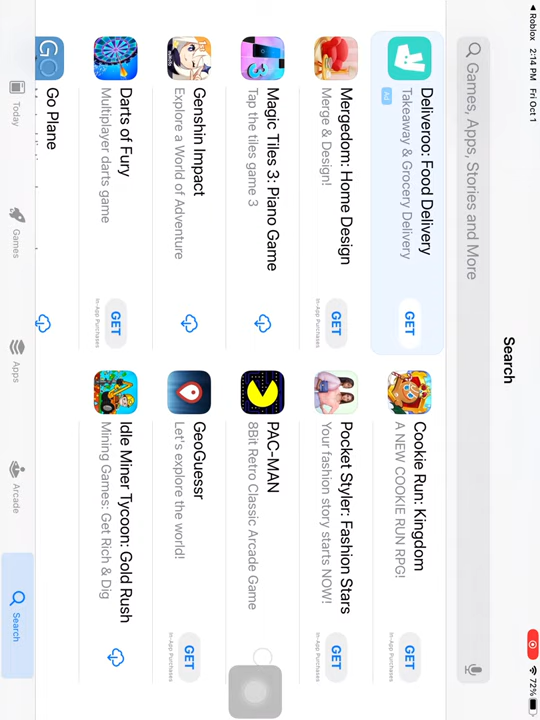 Roblox 2:14 PM Fri Oct 1
72%
Search
Games, Apps, Stories and More
Deliveroo: Food Delivery
Takeaway & Grocery Delivery
Ad
GET
Cookie Run: Kingdom
A NEW COOKIE RUN RPG!
GET
In-App Purchases
Mergedom: Home Design
Merge & Design!
GET
In-App Purchases
Pocket Styler: Fashion Stars
Your fashion story starts NOW!
GET
In-App Purchases
Magic Tiles 3: Piano Game
Tap the tiles game 3
PAC-MAN
8Bit Retro Classic Arcade Game
Genshin Impact
Explore a World of Adventure
GeoGuessr
Let's explore the world!
GET
In-App Purchases
Darts of Fury
Multiplayer darts game
GET
In-App Purchases
Idle Miner Tycoon: Gold Rush
Mining Games: Get Rich & Dig
GO
Go Plane
Today
Games
Apps
Arcade
Search